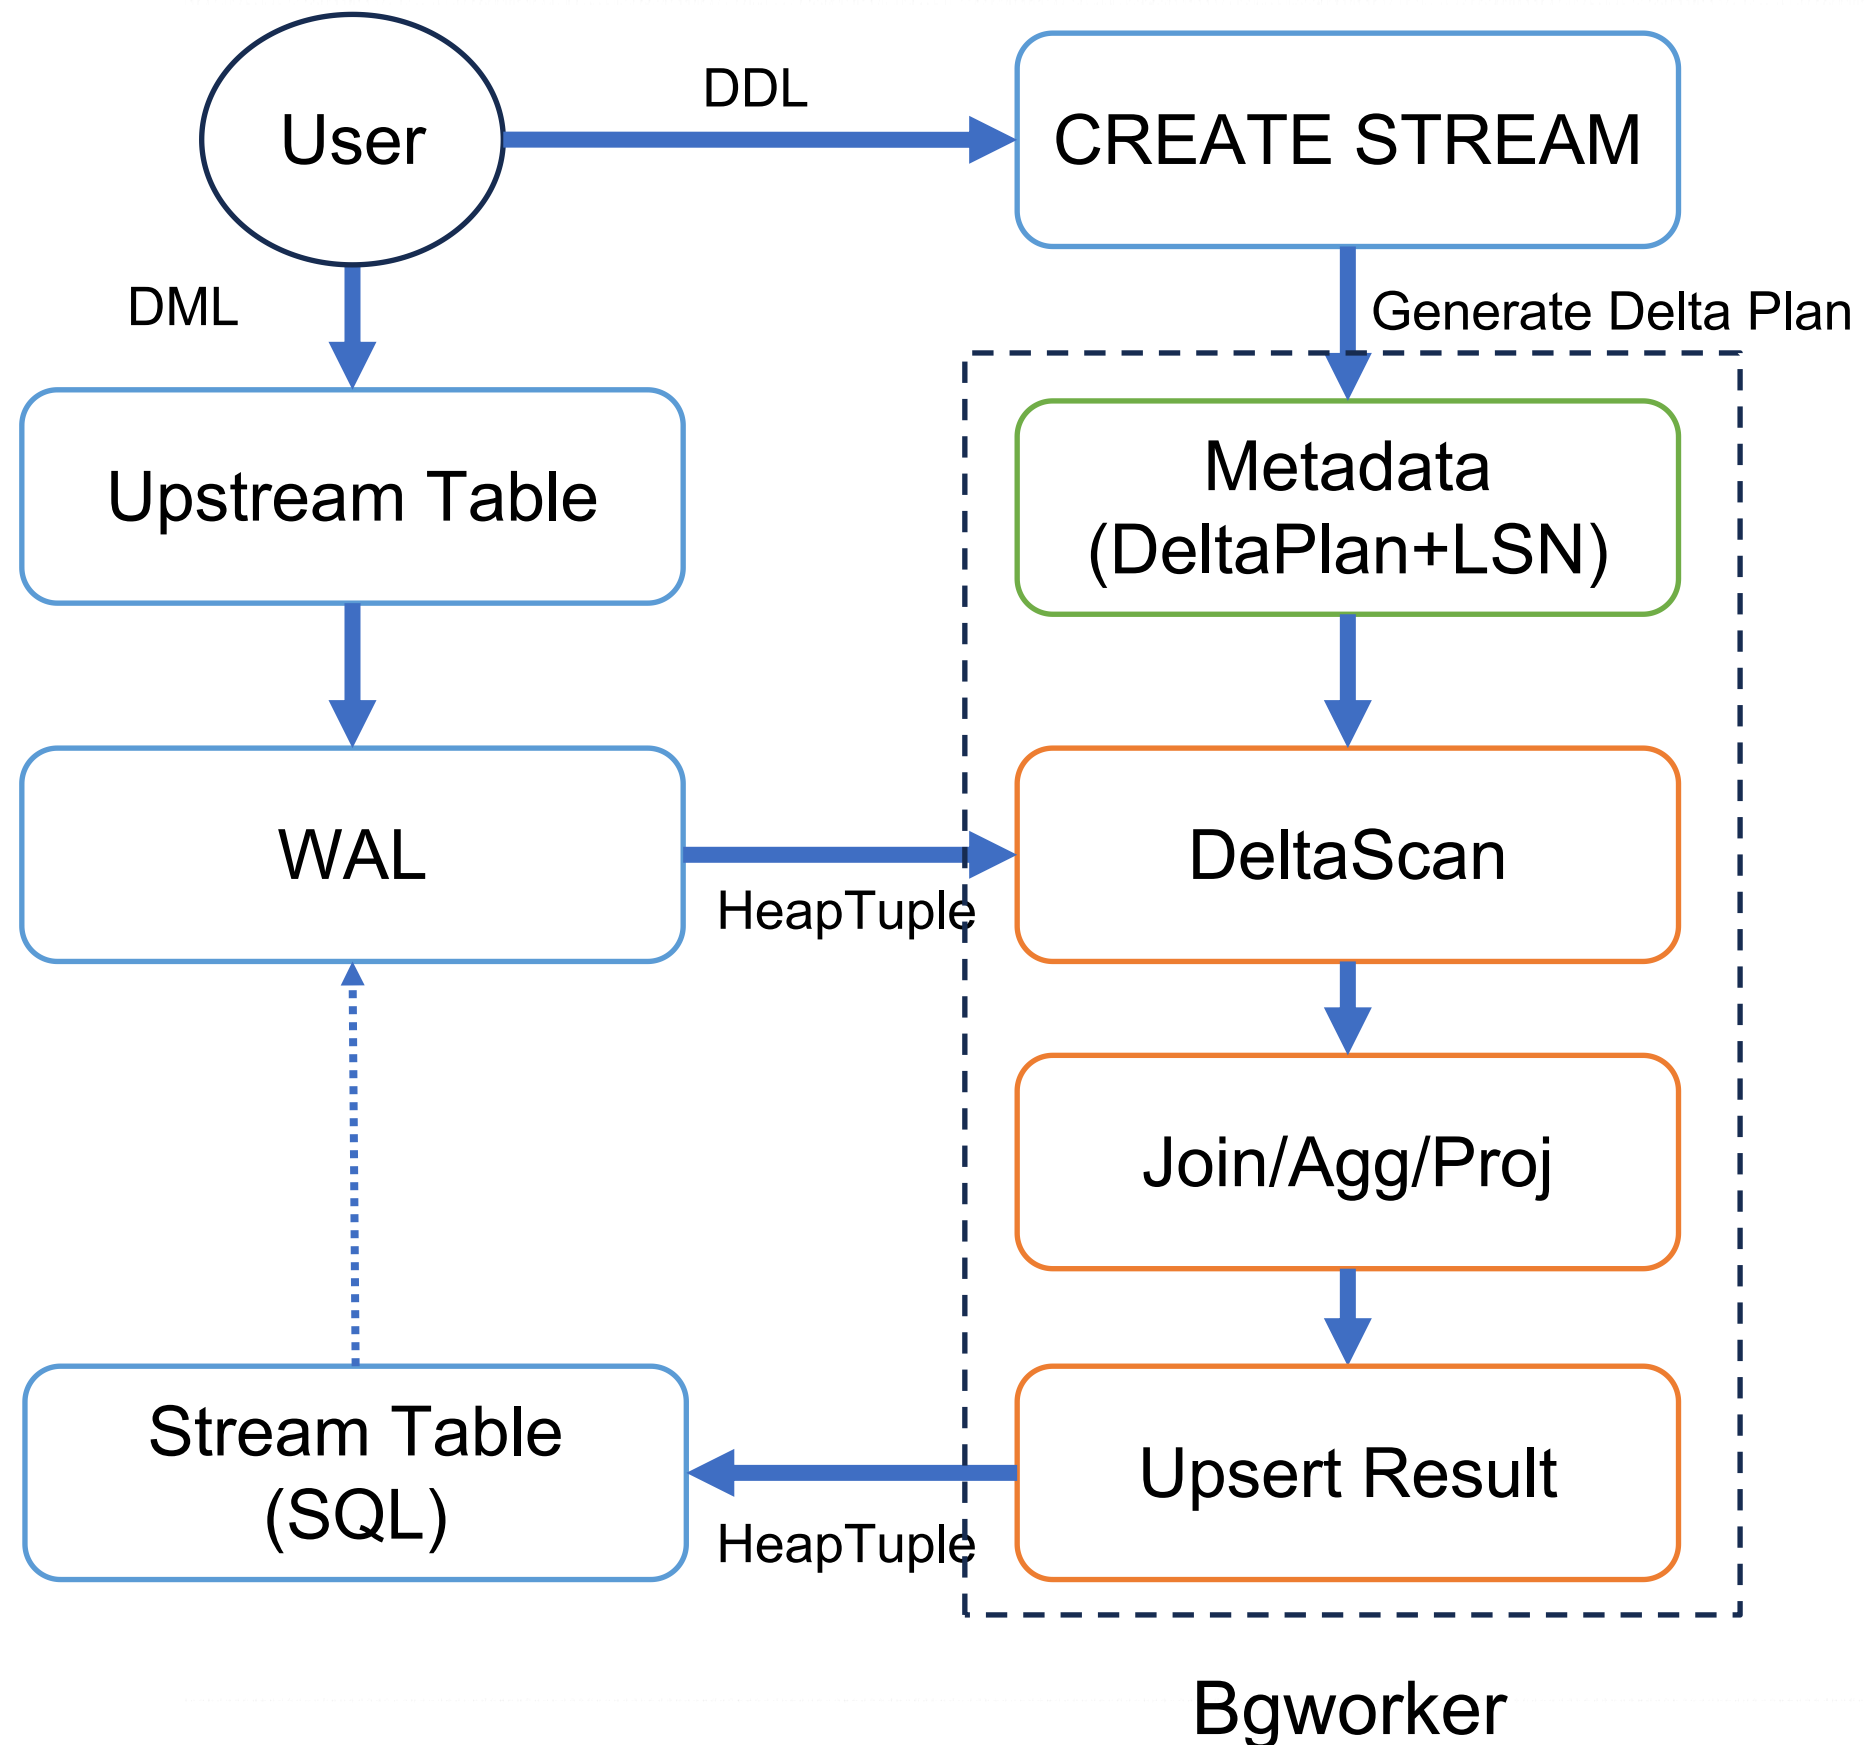 User
DDL
CREATE STREAM
DML
Generate Delta Plan
Upstream Table
Metadata
(DeltaPlan+LSN)
WAL
HeapTuple
DeltaScan
Join/Agg/Proj
Stream Table
(SQL)
HeapTuple
Upsert Result
Bgworker